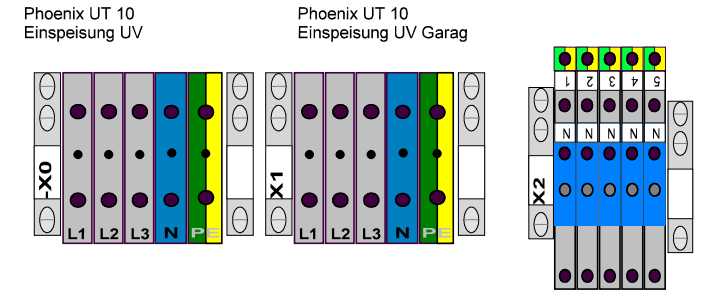 Phoenix UT 10
Einspeisung UV
Phoenix UT 10
Einspeisung UV Garag
-X0
L1 L2 L3 N PE
X1
L1 L2 L3 N PE
1 2 3 4 5
N N N N N
X2